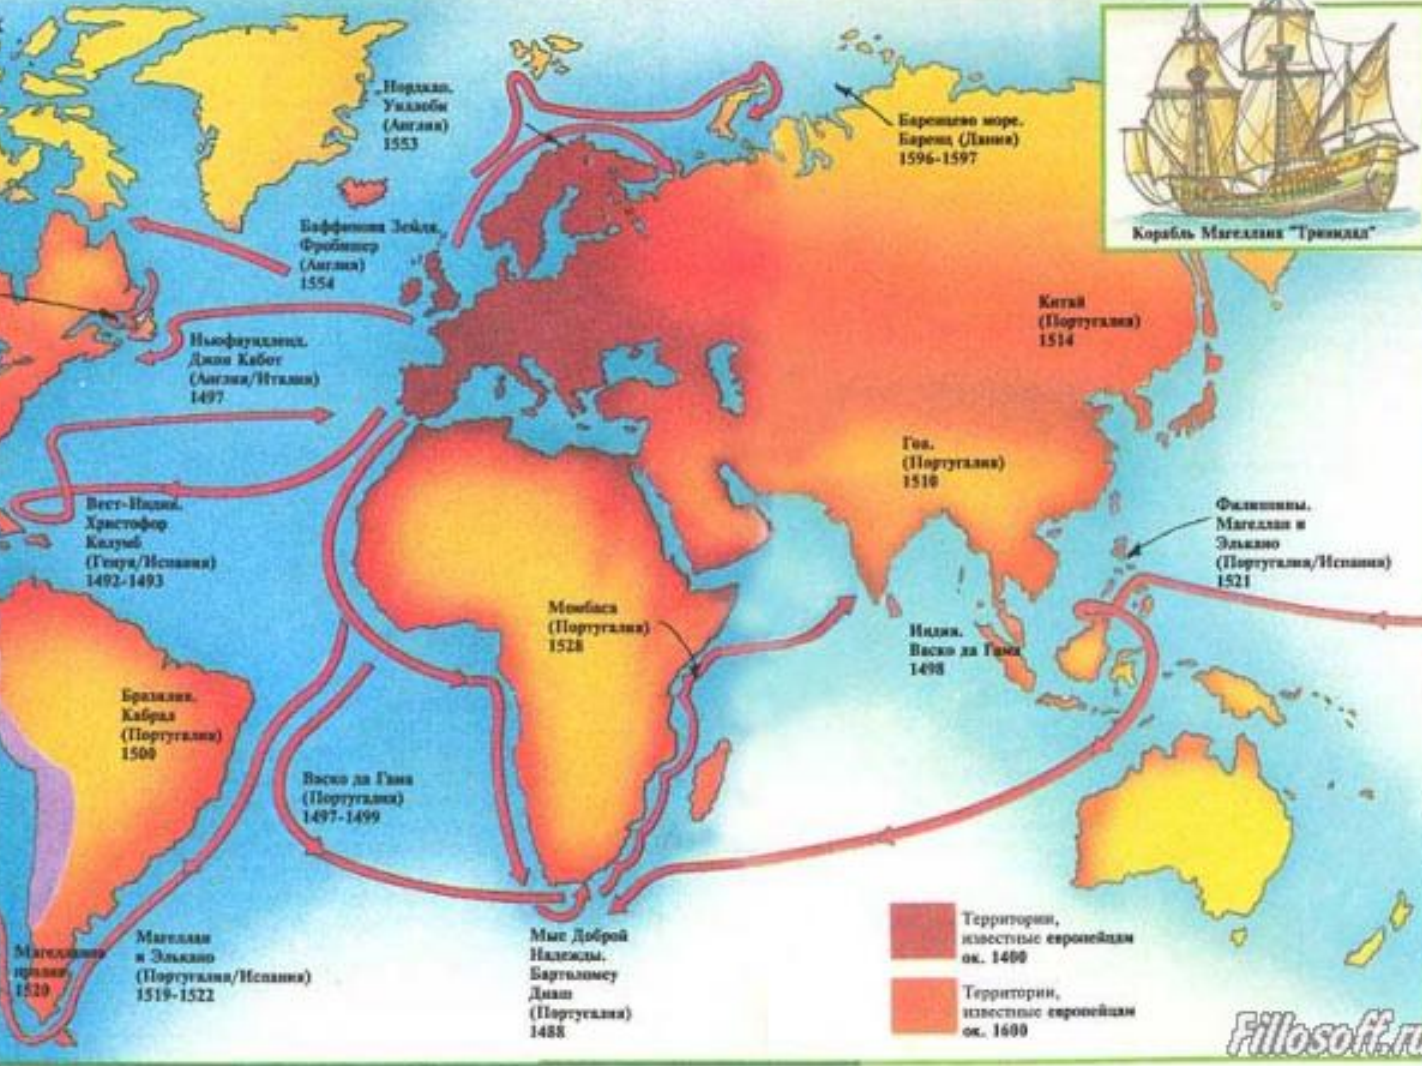 Нордкап.
Уиллоби
(Англия)
1553
Баренцево море.
Баренц (Дания)
1596-1597
Корабль Магеллана "Тринидад"
Баффинова Земля.
Фробишер
(Англия)
1554
Китай
(Португалия)
1514
Ньюфаундленд.
Джон Кабот
(Англия/Италия)
1497
Гоа.
(Португалия)
1510
Вест-Индия.
Христофор
Колумб
(Генуя/Испания)
1492-1493
Филиппины.
Магеллан и
Элькано
(Португалия/Испания)
1521
Момбаса
(Португалия)
1528
Индия.
Васко да Гама
1498
Бразилия.
Кабрал
(Португалия)
1500
Васко да Гама
(Португалия)
1497-1499
Магелланов
пролив,
1520
Магеллан
и Элькано
(Португалия/Испания)
1519-1522
Мыс Доброй
Надежды.
Бартоломеу
Диаш
(Португалия)
1488
Территории,
известные европейцам
ок. 1400
Территории,
известные европейцам
ок. 1600
Fillosoff.ru